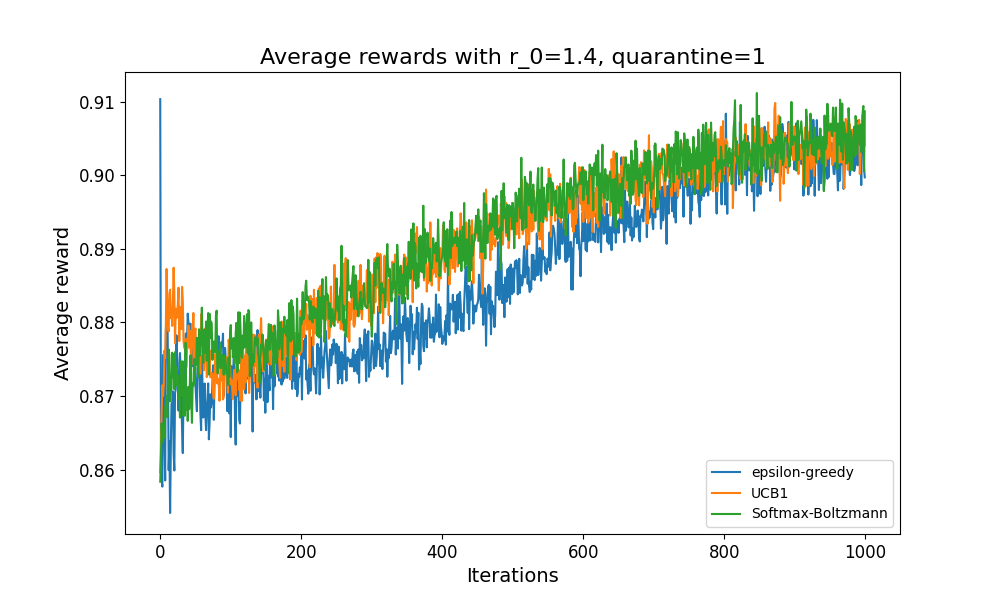 Average rewards with r_0=1.4, quarantine=1
Average reward
0.91
0.90
0.89
0.88
0.87
0.86
0
200
400
600
800
1000
Iterations
epsilon-greedy
UCB1
Softmax-Boltzmann